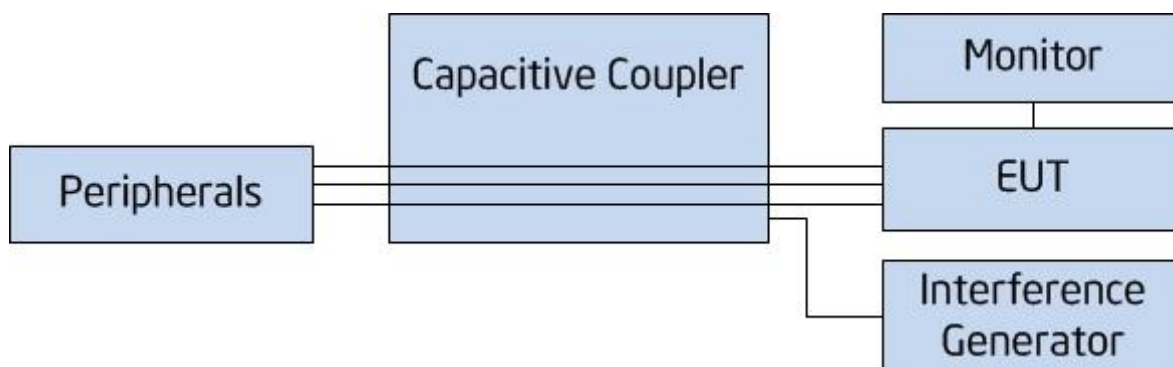 Capacitive Coupler
Monitor
Peripherals
EUT
Interference
Generator